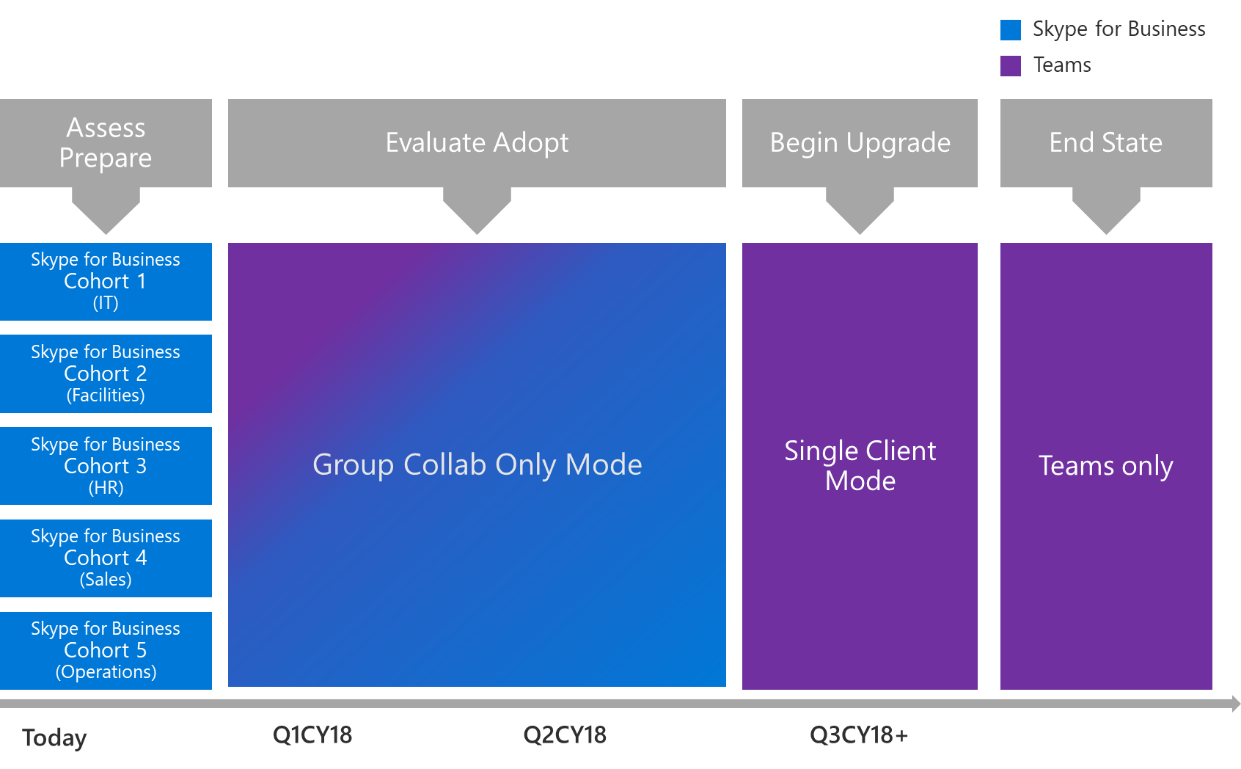 Skype for Business
Teams
Assess
Prepare
Evaluate Adopt
Begin Upgrade
End State
Skype for Business
Cohort 1
(IT)
Skype for Business
Cohort 2
(Facilities)
Skype for Business
Cohort 3
(HR)
Skype for Business
Cohort 4
(Sales)
Skype for Business
Cohort 5
(Operations)
Group Collab Only Mode
Single Client
Mode
Teams only
Today
Q1CY18
Q2CY18
Q3CY18+